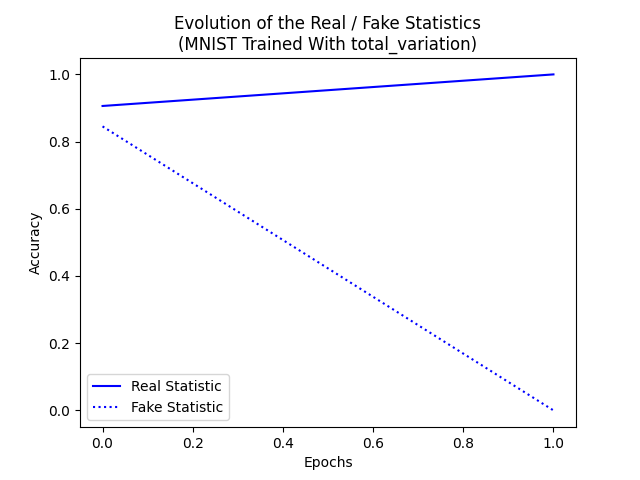 Evolution of the Real / Fake Statistics
(MNIST Trained With total_variation)
1.0
0.8
0.6
0.4
0.2
0.0
Accuracy
Real Statistic
Fake Statistic
0.0 0.2 0.4 0.6 0.8 1.0
Epochs